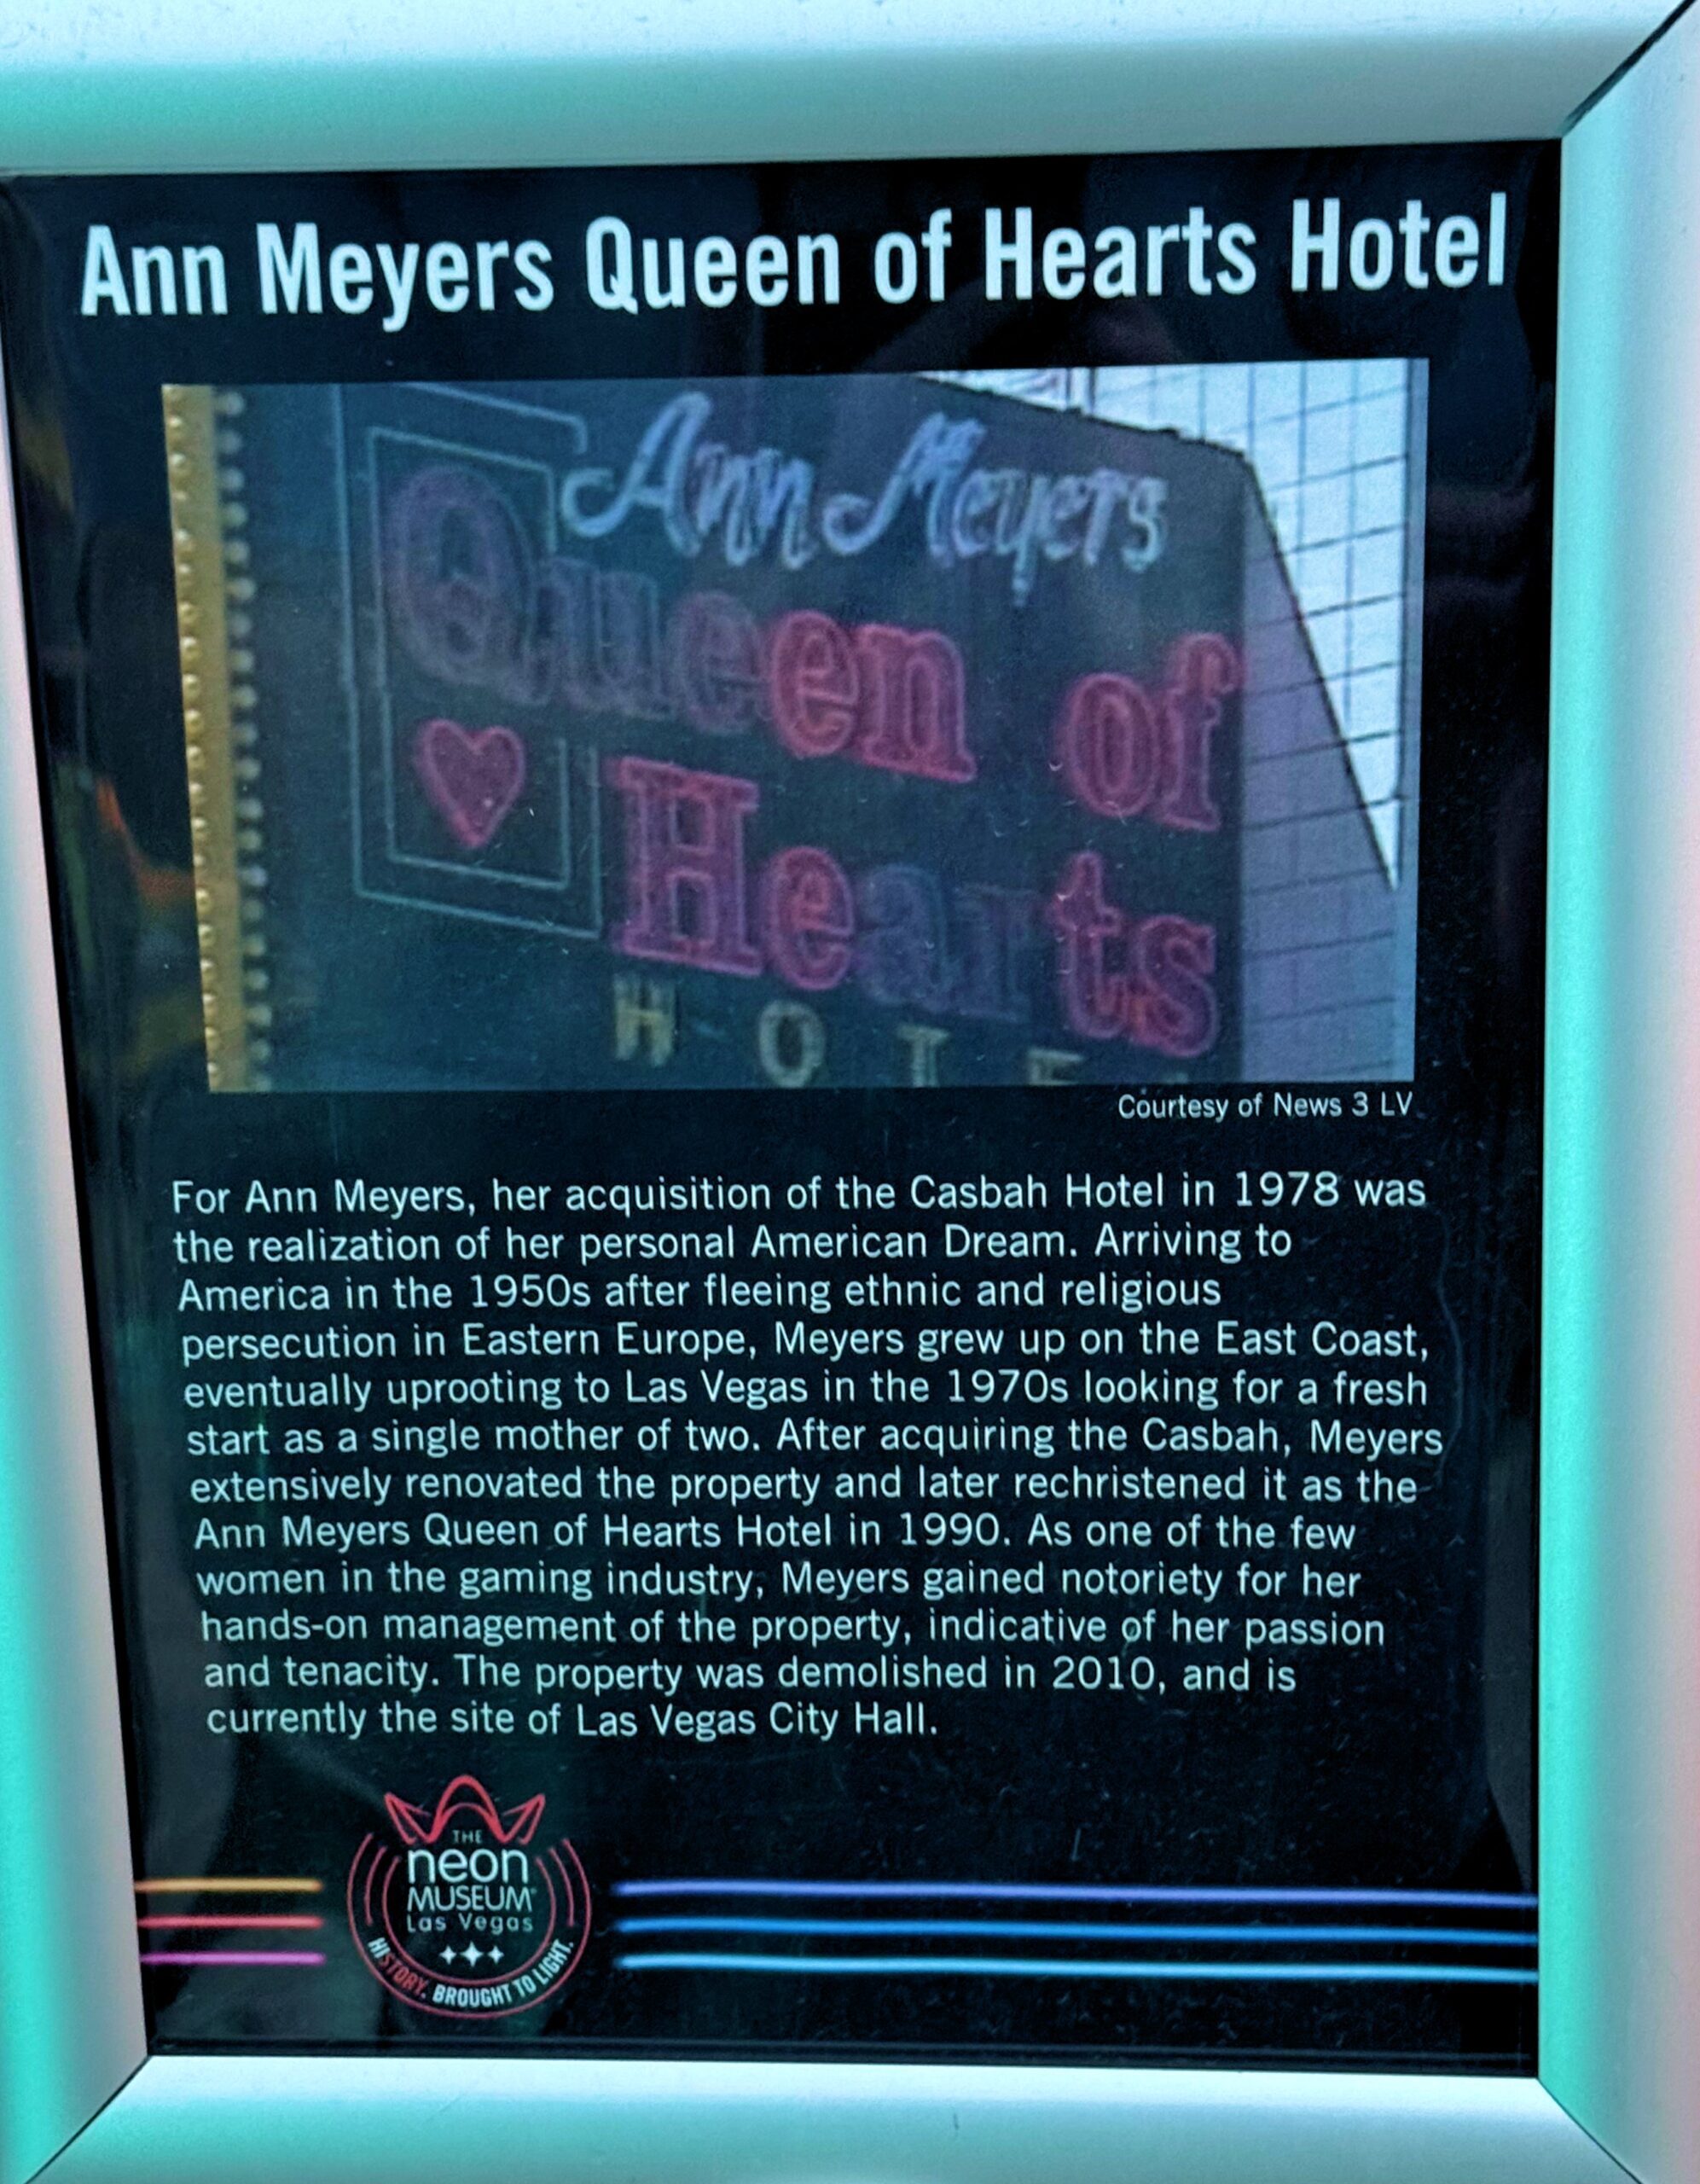 Ann Meyers Queen of Hearts Hotel
Ann Meyers
Queen of
Hearts
HOTE
Courtesy of News 3 LV
For Ann Meyers, her acquisition of the Casbah Hotel in 1978 was
the realization of her personal American Dream. Arriving to
America in the 1950s after fleeing ethnic and religious
persecution in Eastern Europe, Meyers grew up on the East Coast,
eventually uprooting to Las Vegas in the 1970s looking for a fresh
start as a single mother of two. After acquiring the Casbah, Meyers
extensively renovated the property and later rechristened it as the
Ann Meyers Queen of Hearts Hotel in 1990. As one of the few
women in the gaming industry, Meyers gained notoriety for her
hands-on management of the property, indicative of her passion
and tenacity. The property was demolished in 2010, and is
currently the site of Las Vegas City Hall.
THE
neon
MUSEUM
Las Vegas
HISTORY. BROUGHT TO LIGHT.